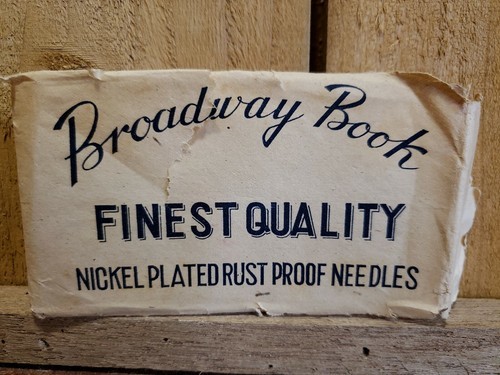 Broadway Book
FINEST QUALITY
NICKEL PLATED RUST PROOF NEEDLES